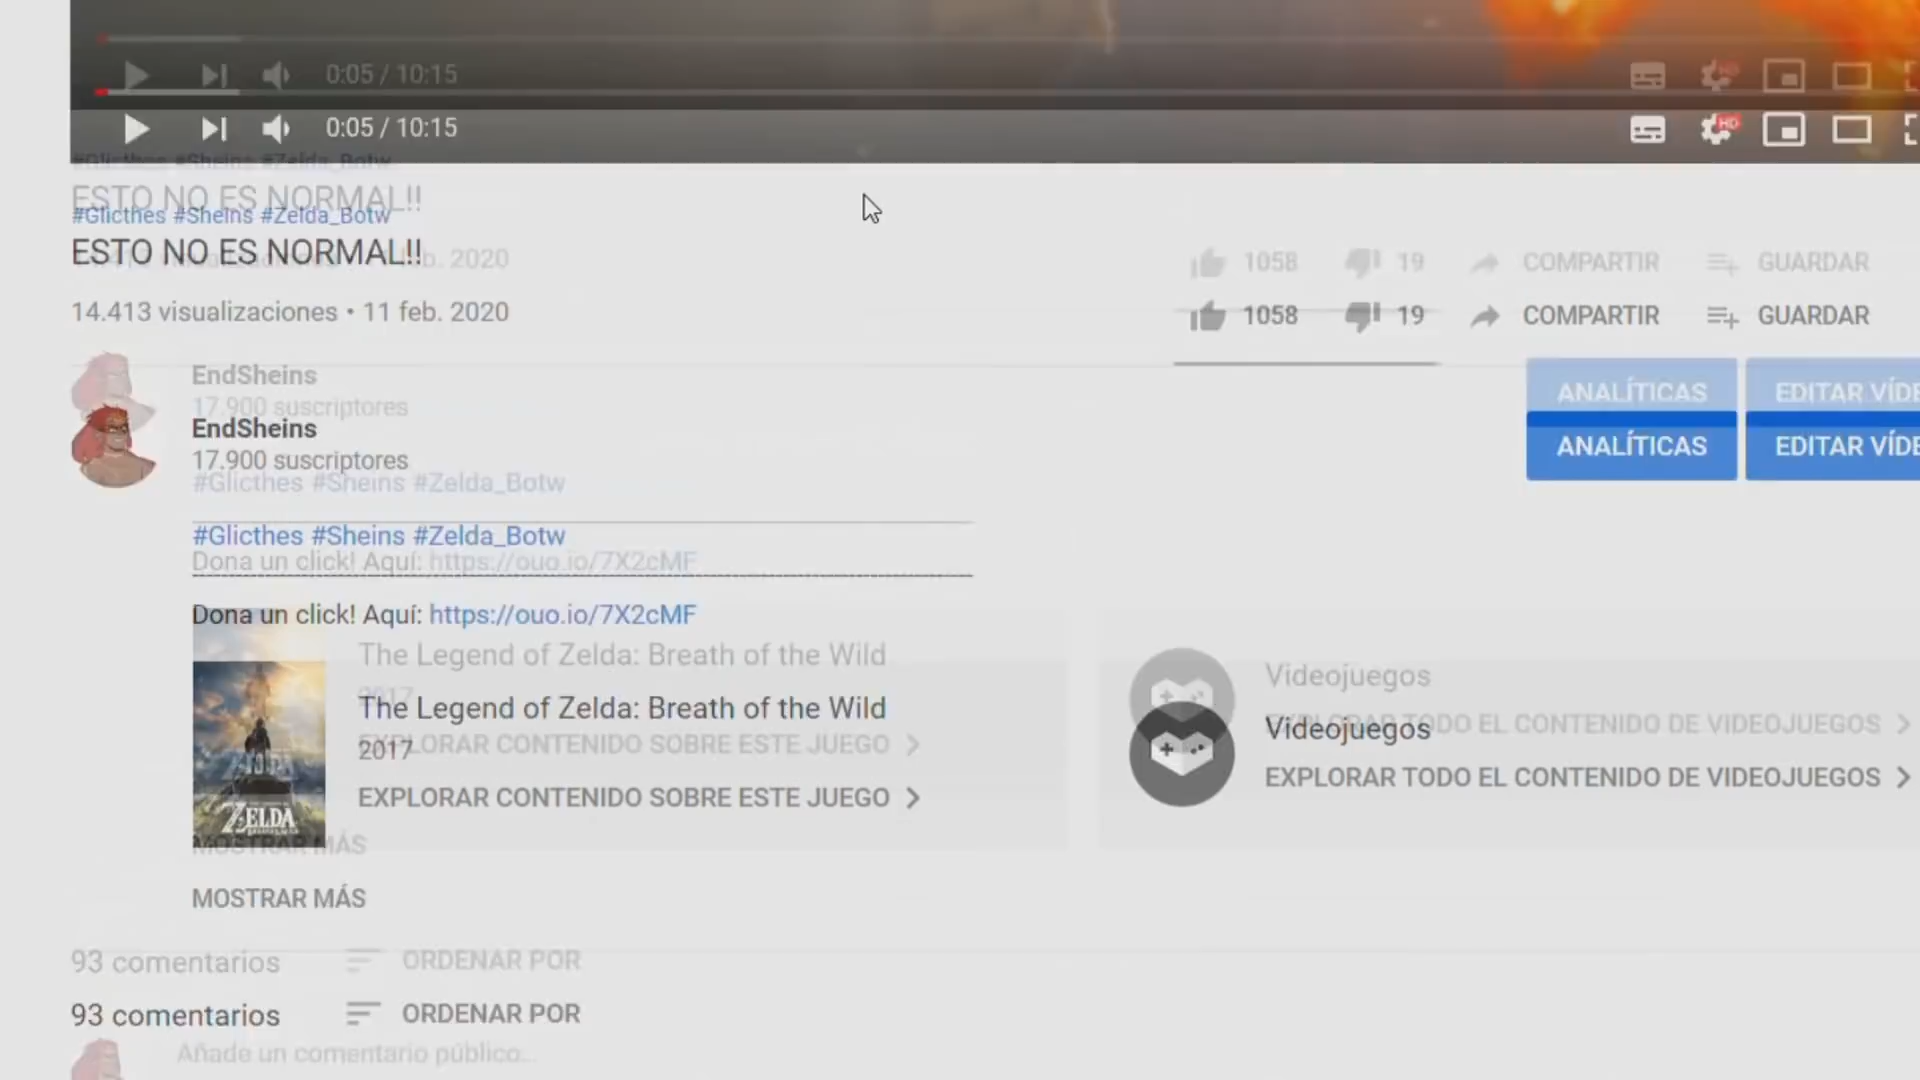 0:05 / 10:15
0:05 / 10:15
HD
#Glicthes #Sheins #Zelda_Botw
ESTO NO ES NORMAL!!
#Glicthes #Sheins #Zelda_Botw
ESTO NO ES NORMAL!!
14.413 visualizaciones • 11 feb. 2020
1058 19 COMPARTIR GUARDAR
14.413 visualizaciones • 11 feb. 2020
1058 19 COMPARTIR GUARDAR
EndSheins
17.900 suscriptores
ANALÍTICAS EDITAR VÍDE
EndSheins
17.900 suscriptores
ANALÍTICAS EDITAR VÍDE
#Glicthes #Sheins #Zelda_Botw
#Glicthes #Sheins #Zelda_Botw
Dona un click! Aquí: https://ouo.io/7X2cMF
Dona un click! Aquí: https://ouo.io/7X2cMF
The Legend of Zelda: Breath of the Wild
2017
The Legend of Zelda: Breath of the Wild
2017
EXPLORAR CONTENIDO SOBRE ESTE JUEGO
EXPLORAR CONTENIDO SOBRE ESTE JUEGO
ZELDA
Videojuegos
EXPLORAR TODO EL CONTENIDO DE VIDEOJUEGOS
Videojuegos
EXPLORAR TODO EL CONTENIDO DE VIDEOJUEGOS
MOSTRAR MÁS
MOSTRAR MÁS
93 comentarios ORDENAR POR
93 comentarios ORDENAR POR
Añade un comentario público...